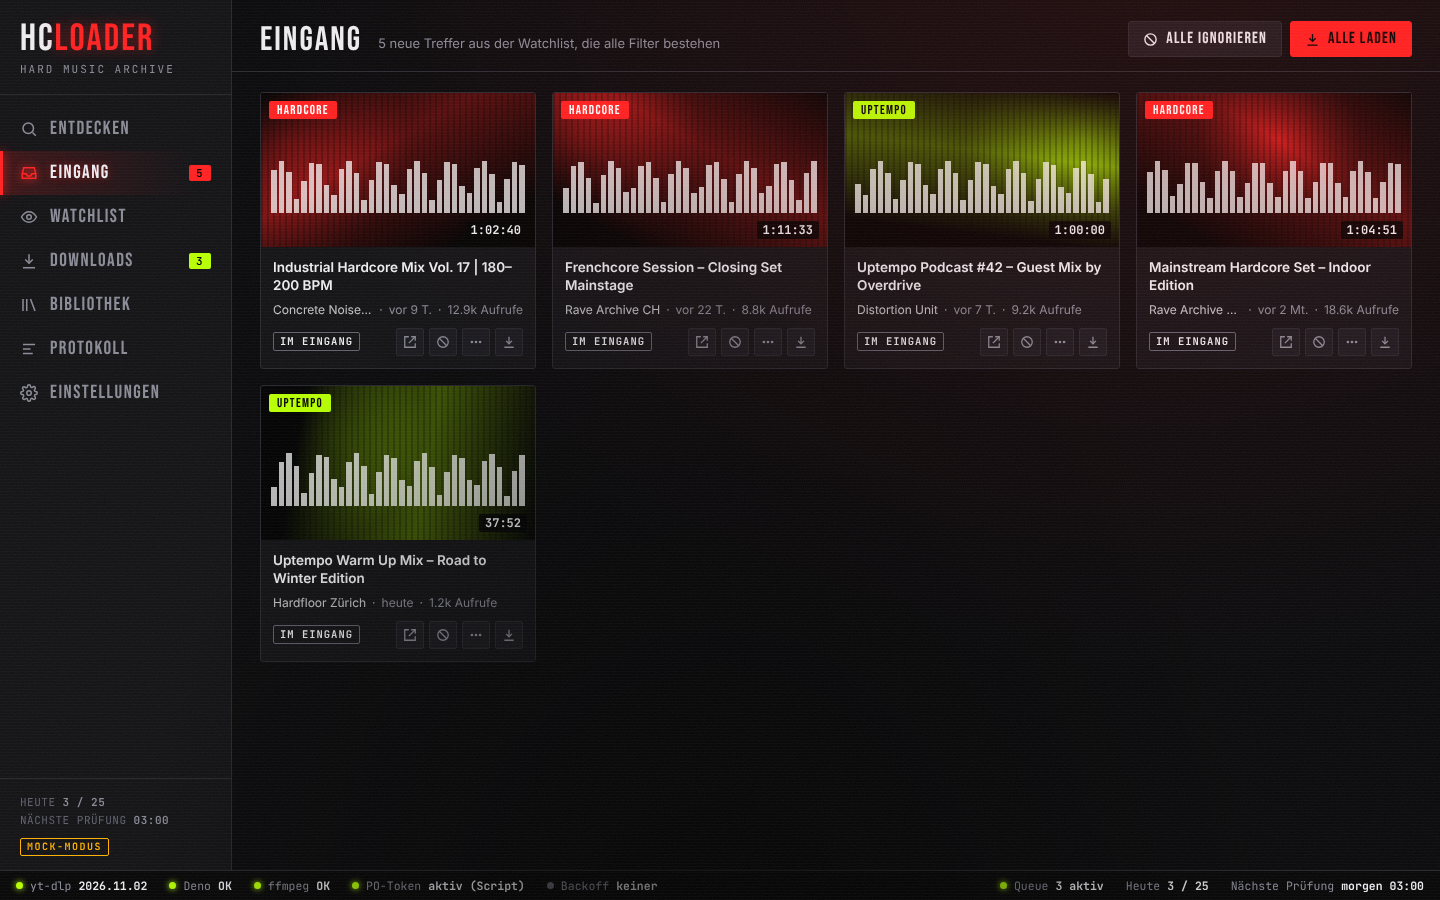 HCLOADER
HARD MUSIC ARCHIVE
ENTDECKEN
EINGANG 5
WATCHLIST
DOWNLOADS 3
BIBLIOTHEK
PROTOKOLL
EINSTELLUNGEN
HEUTE 3 / 25
NÄCHSTE PRÜFUNG 03:00
MOCK-MODUS
EINGANG
5 neue Treffer aus der Watchlist, die alle Filter bestehen
ALLE IGNORIEREN
ALLE LADEN
HARDCORE
1:02:40
Industrial Hardcore Mix Vol. 17 | 180–
200 BPM
Concrete Noise… · vor 9 T. · 12.9k Aufrufe
IM EINGANG
HARDCORE
1:11:33
Frenchcore Session – Closing Set
Mainstage
Rave Archive CH · vor 22 T. · 8.8k Aufrufe
IM EINGANG
UPTEMPO
1:00:00
Uptempo Podcast #42 – Guest Mix by
Overdrive
Distortion Unit · vor 7 T. · 9.2k Aufrufe
IM EINGANG
HARDCORE
1:04:51
Mainstream Hardcore Set – Indoor
Edition
Rave Archive … · vor 2 Mt. · 18.6k Aufrufe
IM EINGANG
UPTEMPO
37:52
Uptempo Warm Up Mix – Road to
Winter Edition
Hardfloor Zürich · heute · 1.2k Aufrufe
IM EINGANG
yt-dlp 2026.11.02 Deno OK ffmpeg OK PO-Token aktiv (Script) Backoff keiner Queue 3 aktiv Heute 3 / 25 Nächste Prüfung morgen 03:00